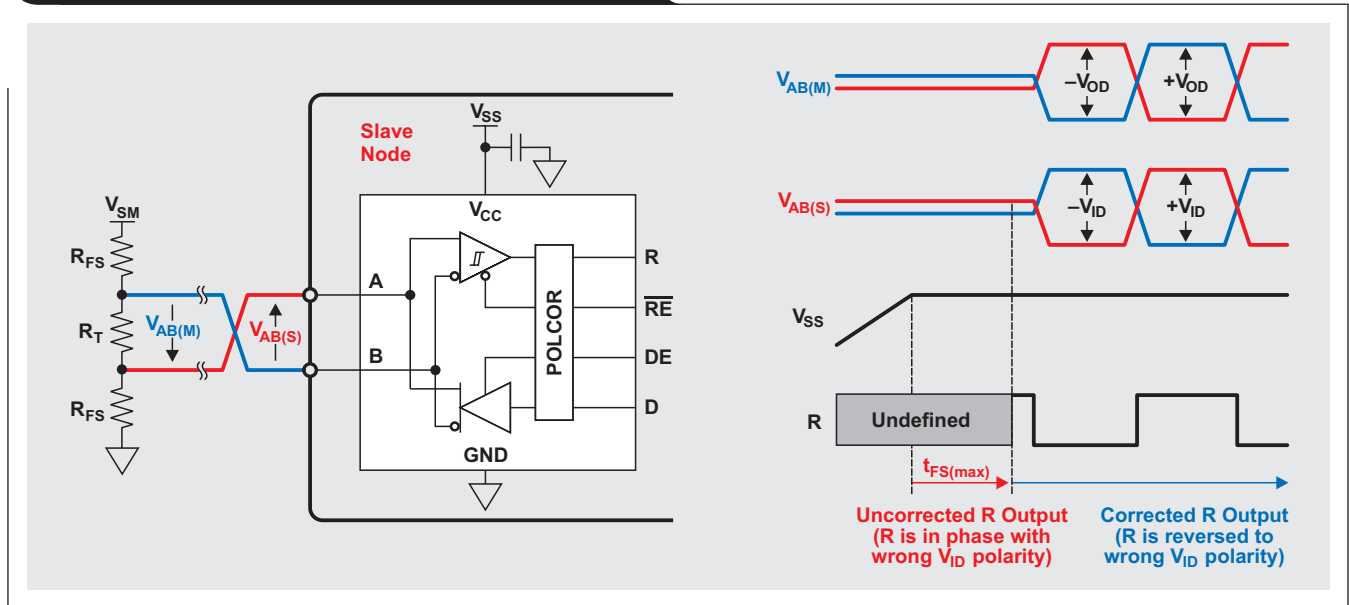 Slave
Node
V_SS
V_CC
V_SM
R_FS
R_T
R_FS
V_AB(M)
V_AB(S)
A
B
POLCOR
R
R̅E̅
DE
D
GND
V_AB(M)
–V_OD
+V_OD
V_AB(S)
–V_ID
+V_ID
V_SS
R
Undefined
t_FS(max)
Uncorrected R Output
(R is in phase with
wrong V_ID polarity)
Corrected R Output
(R is reversed to
wrong V_ID polarity)